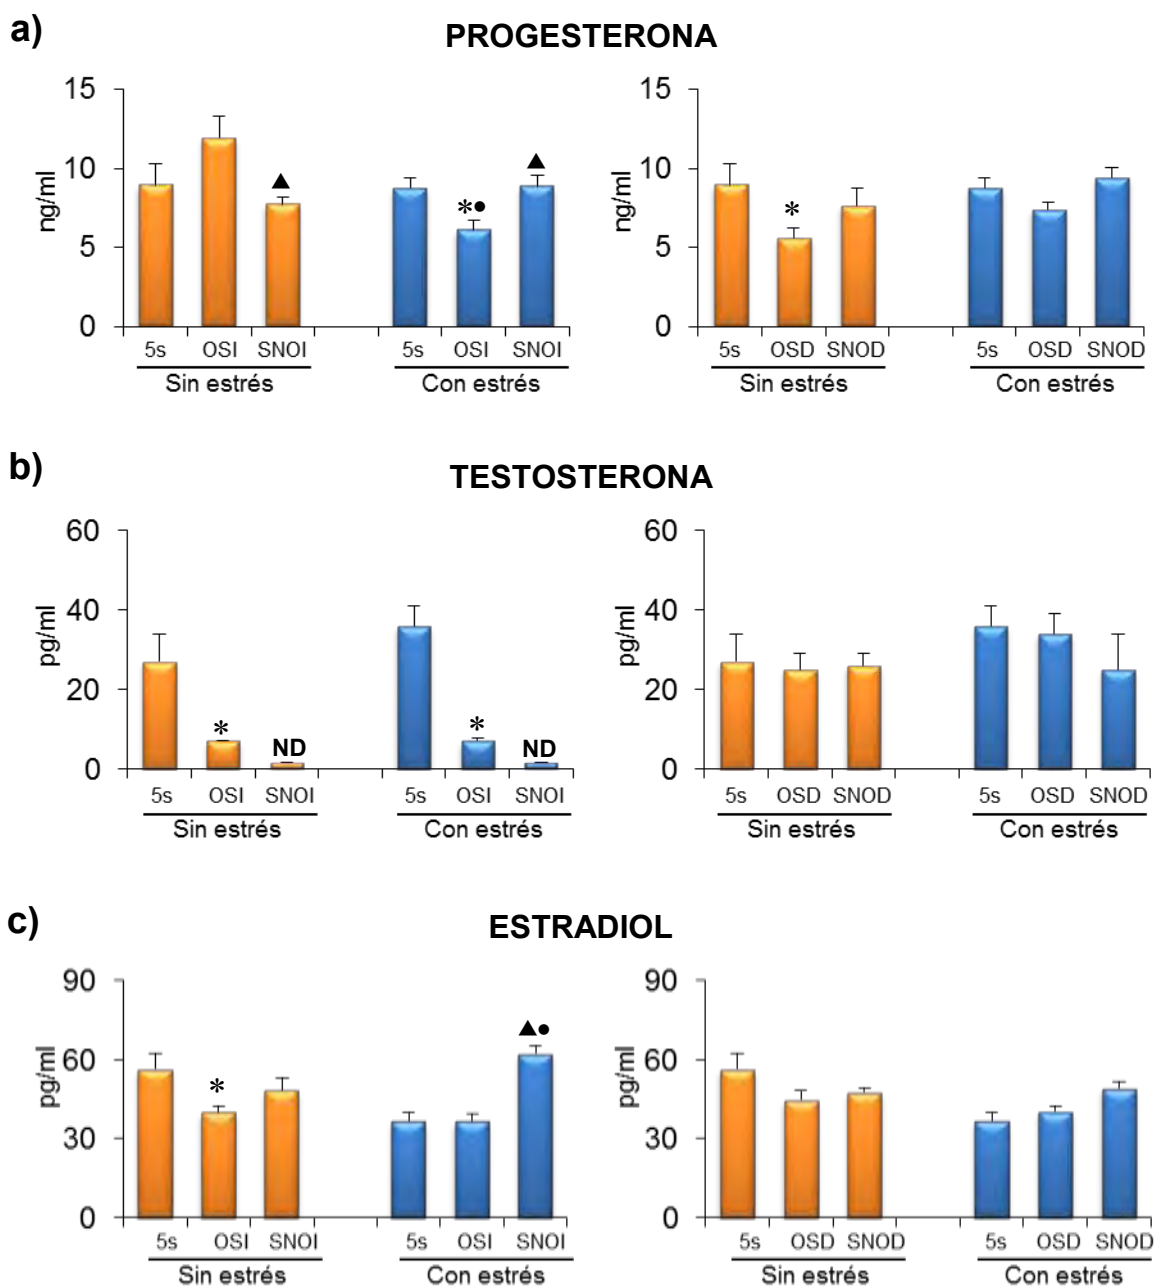 a)
PROGESTERONA
15
10
5
0
ng/ml
▲
*●
▲
5s OSI SNOI 5s OSI SNOI
Sin estrés Con estrés
15
10
5
0
ng/ml
*
5s OSD SNOD 5s OSD SNOD
Sin estrés Con estrés
b)
TESTOSTERONA
60
40
20
0
pg/ml
* ND * ND
5s OSI SNOI 5s OSI SNOI
Sin estrés Con estrés
60
40
20
0
pg/ml
5s OSD SNOD 5s OSD SNOD
Sin estrés Con estrés
c)
ESTRADIOL
90
60
30
0
pg/ml
*
▲●
5s OSI SNOI 5s OSI SNOI
Sin estrés Con estrés
90
60
30
0
pg/ml
5s OSD SNOD 5s OSD SNOD
Sin estrés Con estrés